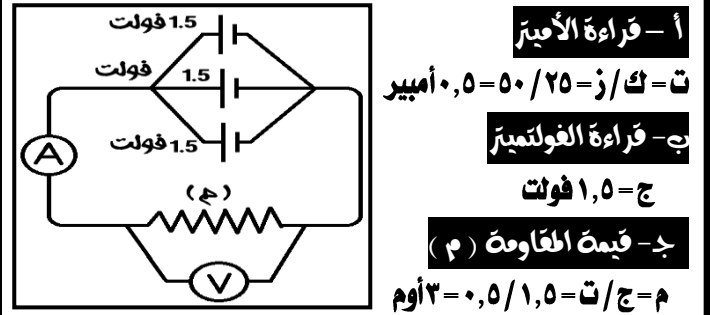 أ – قراءة الأميتر
ت = ك / ز = ٢٥ / ٥٠ = ٠,٥ أمبير
ب- قراءة الفولتميتر
ج = ١,٥ فولت
جـ- قيمة المقاومة ( م )
م = ج / ت = ١,٥ / ٠,٥ = ٣ أوم
1.5 فولت
1.5 فولت
1.5 فولت
A
( م )
V